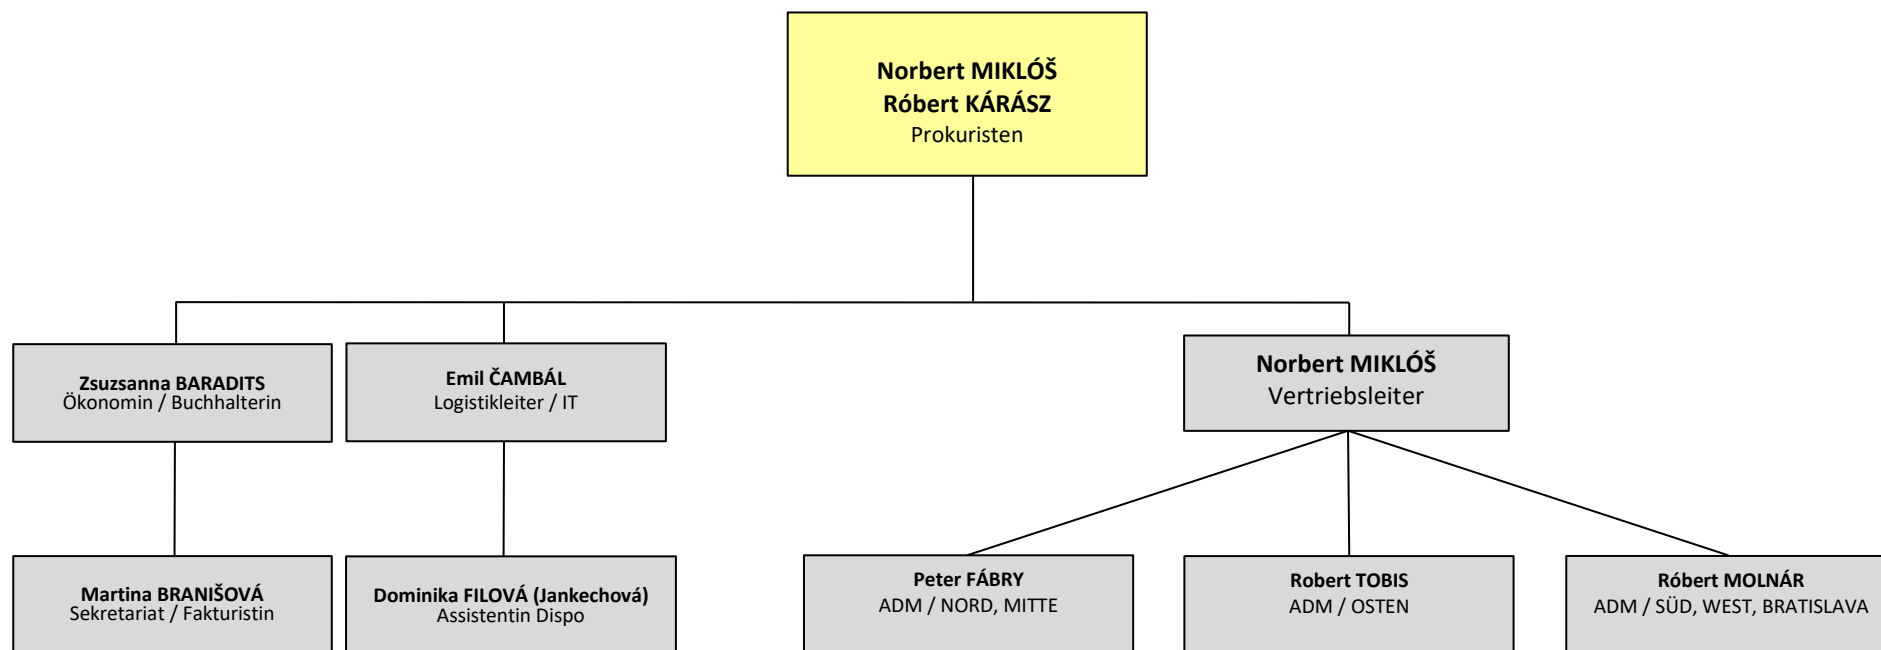 Norbert MIKLÓŠ
Róbert KÁRÁSZ
Prokuristen
Zsuzsanna BARADITS
Ökonomin / Buchhalterin
Emil ČAMBÁL
Logistikleiter / IT
Norbert MIKLÓŠ
Vertriebsleiter
Martina BRANIŠOVÁ
Sekretariat / Fakturistin
Dominika FILOVÁ (Jankechová)
Assistentin Dispo
Peter FÁBRY
ADM / NORD, MITTE
Robert TOBIS
ADM / OSTEN
Róbert MOLNÁR
ADM / SÜD, WEST, BRATISLAVA